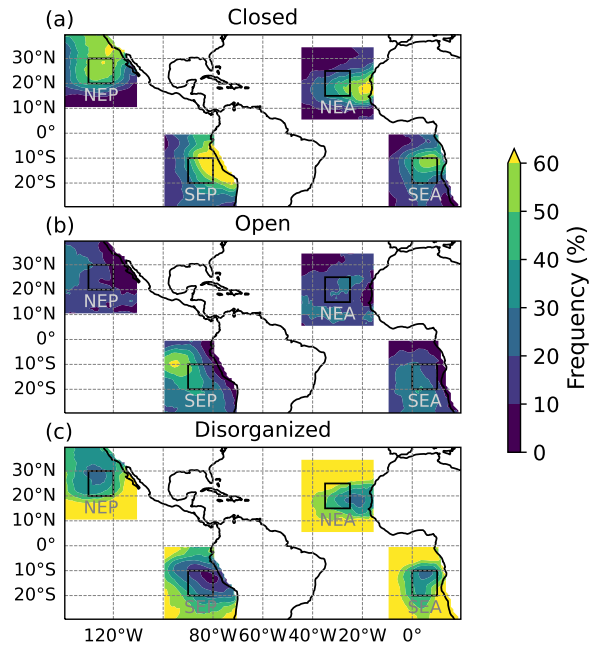 (a) Closed
30°N
20°N
10°N
0°
10°S
20°S
NEP
NEA
SEP
SEA
(b) Open
30°N
20°N
10°N
0°
10°S
20°S
NEP
NEA
SEP
SEA
(c) Disorganized
30°N
20°N
10°N
0°
10°S
20°S
NEP
NEA
SEP
SEA
120°W 80°W 60°W 40°W 20°W 0°
60
50
40
30
20
10
0
Frequency (%)